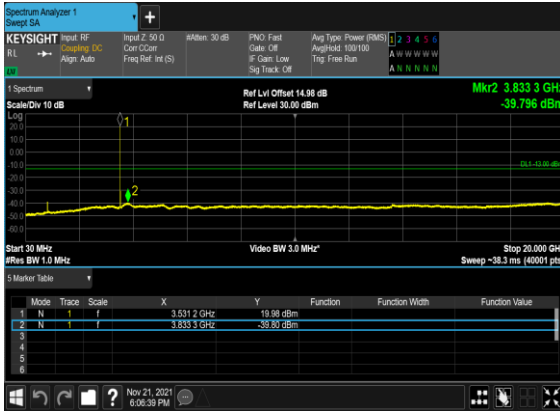 Spectrum Analyzer 1
Swept SA
+
KEYSIGHT Input: RF Input Z: 50 Ω #Atten: 30 dB PNO: Fast Avg Type: Power (RMS) 1 2 3 4 5 6
RL Coupling: DC Corr CCorr Gate: Off Avg|Hold: 100/100 A W W W W W
Align: Auto Freq Ref: Int (S) IF Gain: Low Trig: Free Run
Sig Track: Off A N N N N N
1 Spectrum Ref Lvl Offset 14.98 dB Mkr2 3.833 3 GHz
Scale/Div 10 dB Ref Level 30.00 dBm -39.796 dBm
Log
20.0
10.0
0.00
-10.0
-20.0
-30.0
-40.0
-50.0
-60.0
1
2
DL1 -13.00 dBm
Start 30 MHz Video BW 3.0 MHz* Stop 20.000 GHz
#Res BW 1.0 MHz Sweep ~38.3 ms (40001 pts)
5 Marker Table
Mode Trace Scale X Y Function Function Width Function Value
1 N 1 f 3.531 2 GHz 19.98 dBm
2 N 1 f 3.833 3 GHz -39.80 dBm
3
4
5
6
? Nov 21, 2021
6:06:39 PM